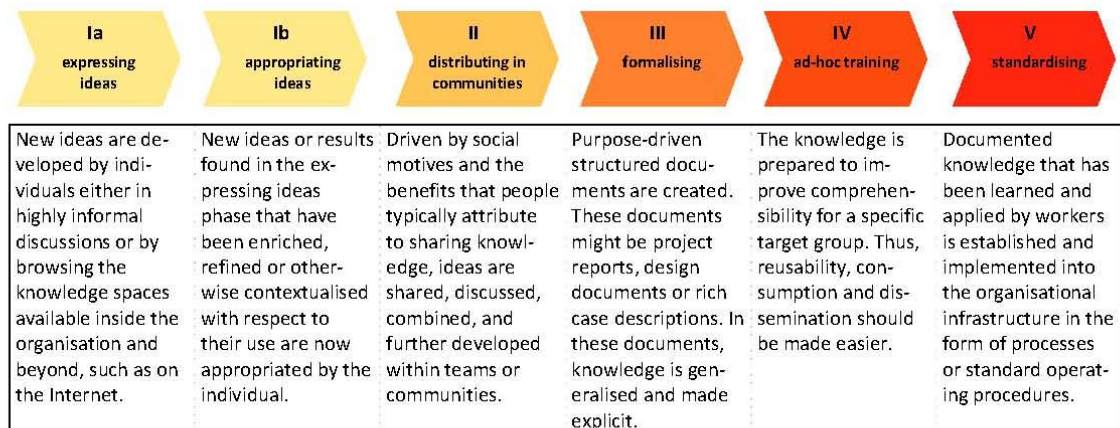 Ia
expressing
ideas
Ib
appropriating
ideas
II
distributing in
communities
III
formalising
IV
ad-hoc training
V
standardising
New ideas are de-
veloped by indi-
viduals either in
highly informal
discussions or by
browsing the
knowledge spaces
available inside the
organisation and
beyond, such as on
the Internet.
New ideas or results
found in the ex-
pressing ideas
phase that have
been enriched,
refined or other-
wise contextualised
with respect to
their use are now
appropriated by the
individual.
Driven by social
motives and the
benefits that people
typically attribute
to sharing knowl-
edge, ideas are
shared, discussed,
combined, and
further developed
within teams or
communities.
Purpose-driven
structured docu-
ments are created.
These documents
might be project
reports, design
documents or rich
case descriptions. In
these documents,
knowledge is gen-
eralised and made
explicit.
The knowledge is
prepared to im-
prove comprehen-
sibility for a specific
target group. Thus,
reusability, con-
sumption and dis-
semination should
be made easier.
Documented
knowledge that has
been learned and
applied by workers
is established and
implemented into
the organisational
infrastructure in the
form of processes
or standard operat-
ing procedures.